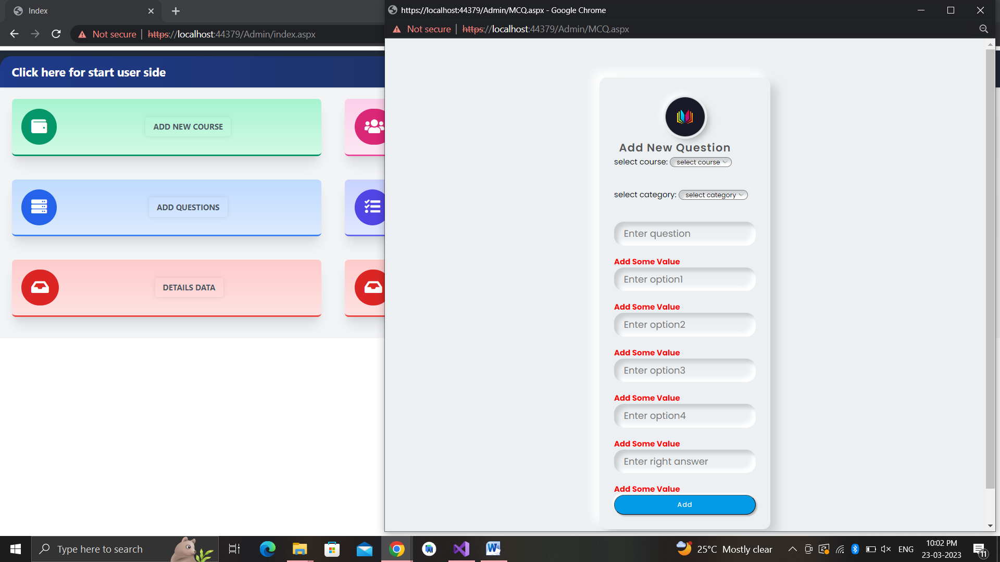 Index
Not secure
https://localhost:44379/Admin/index.aspx
Click here for start user side
ADD NEW COURSE
ADD QUESTIONS
DETAILS DATA
https://localhost:44379/Admin/MCQ.aspx - Google Chrome
Not secure
https://localhost:44379/Admin/MCQ.aspx
Add New Question
select course: select course
select category: select category
Enter question
Add Some Value
Enter option1
Add Some Value
Enter option2
Add Some Value
Enter option3
Add Some Value
Enter option4
Add Some Value
Enter right answer
Add Some Value
Add
Type here to search
25°C Mostly clear
ENG
10:02 PM
23-03-2023
11